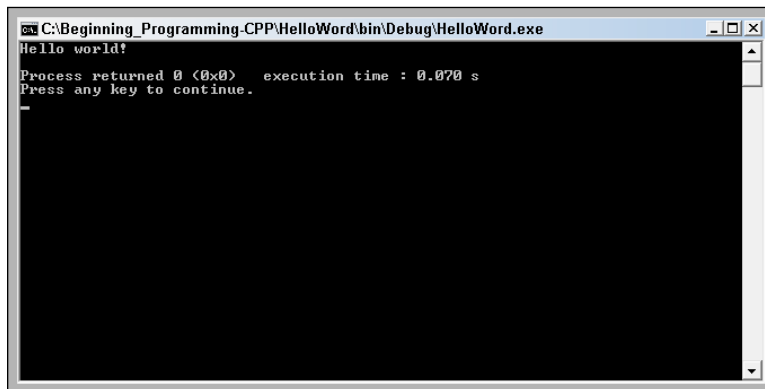 C:\Beginning_Programming-CPP\HelloWord\bin\Debug\HelloWord.exe
Hello world!
Process returned 0 (0x0)   execution time : 0.070 s
Press any key to continue.